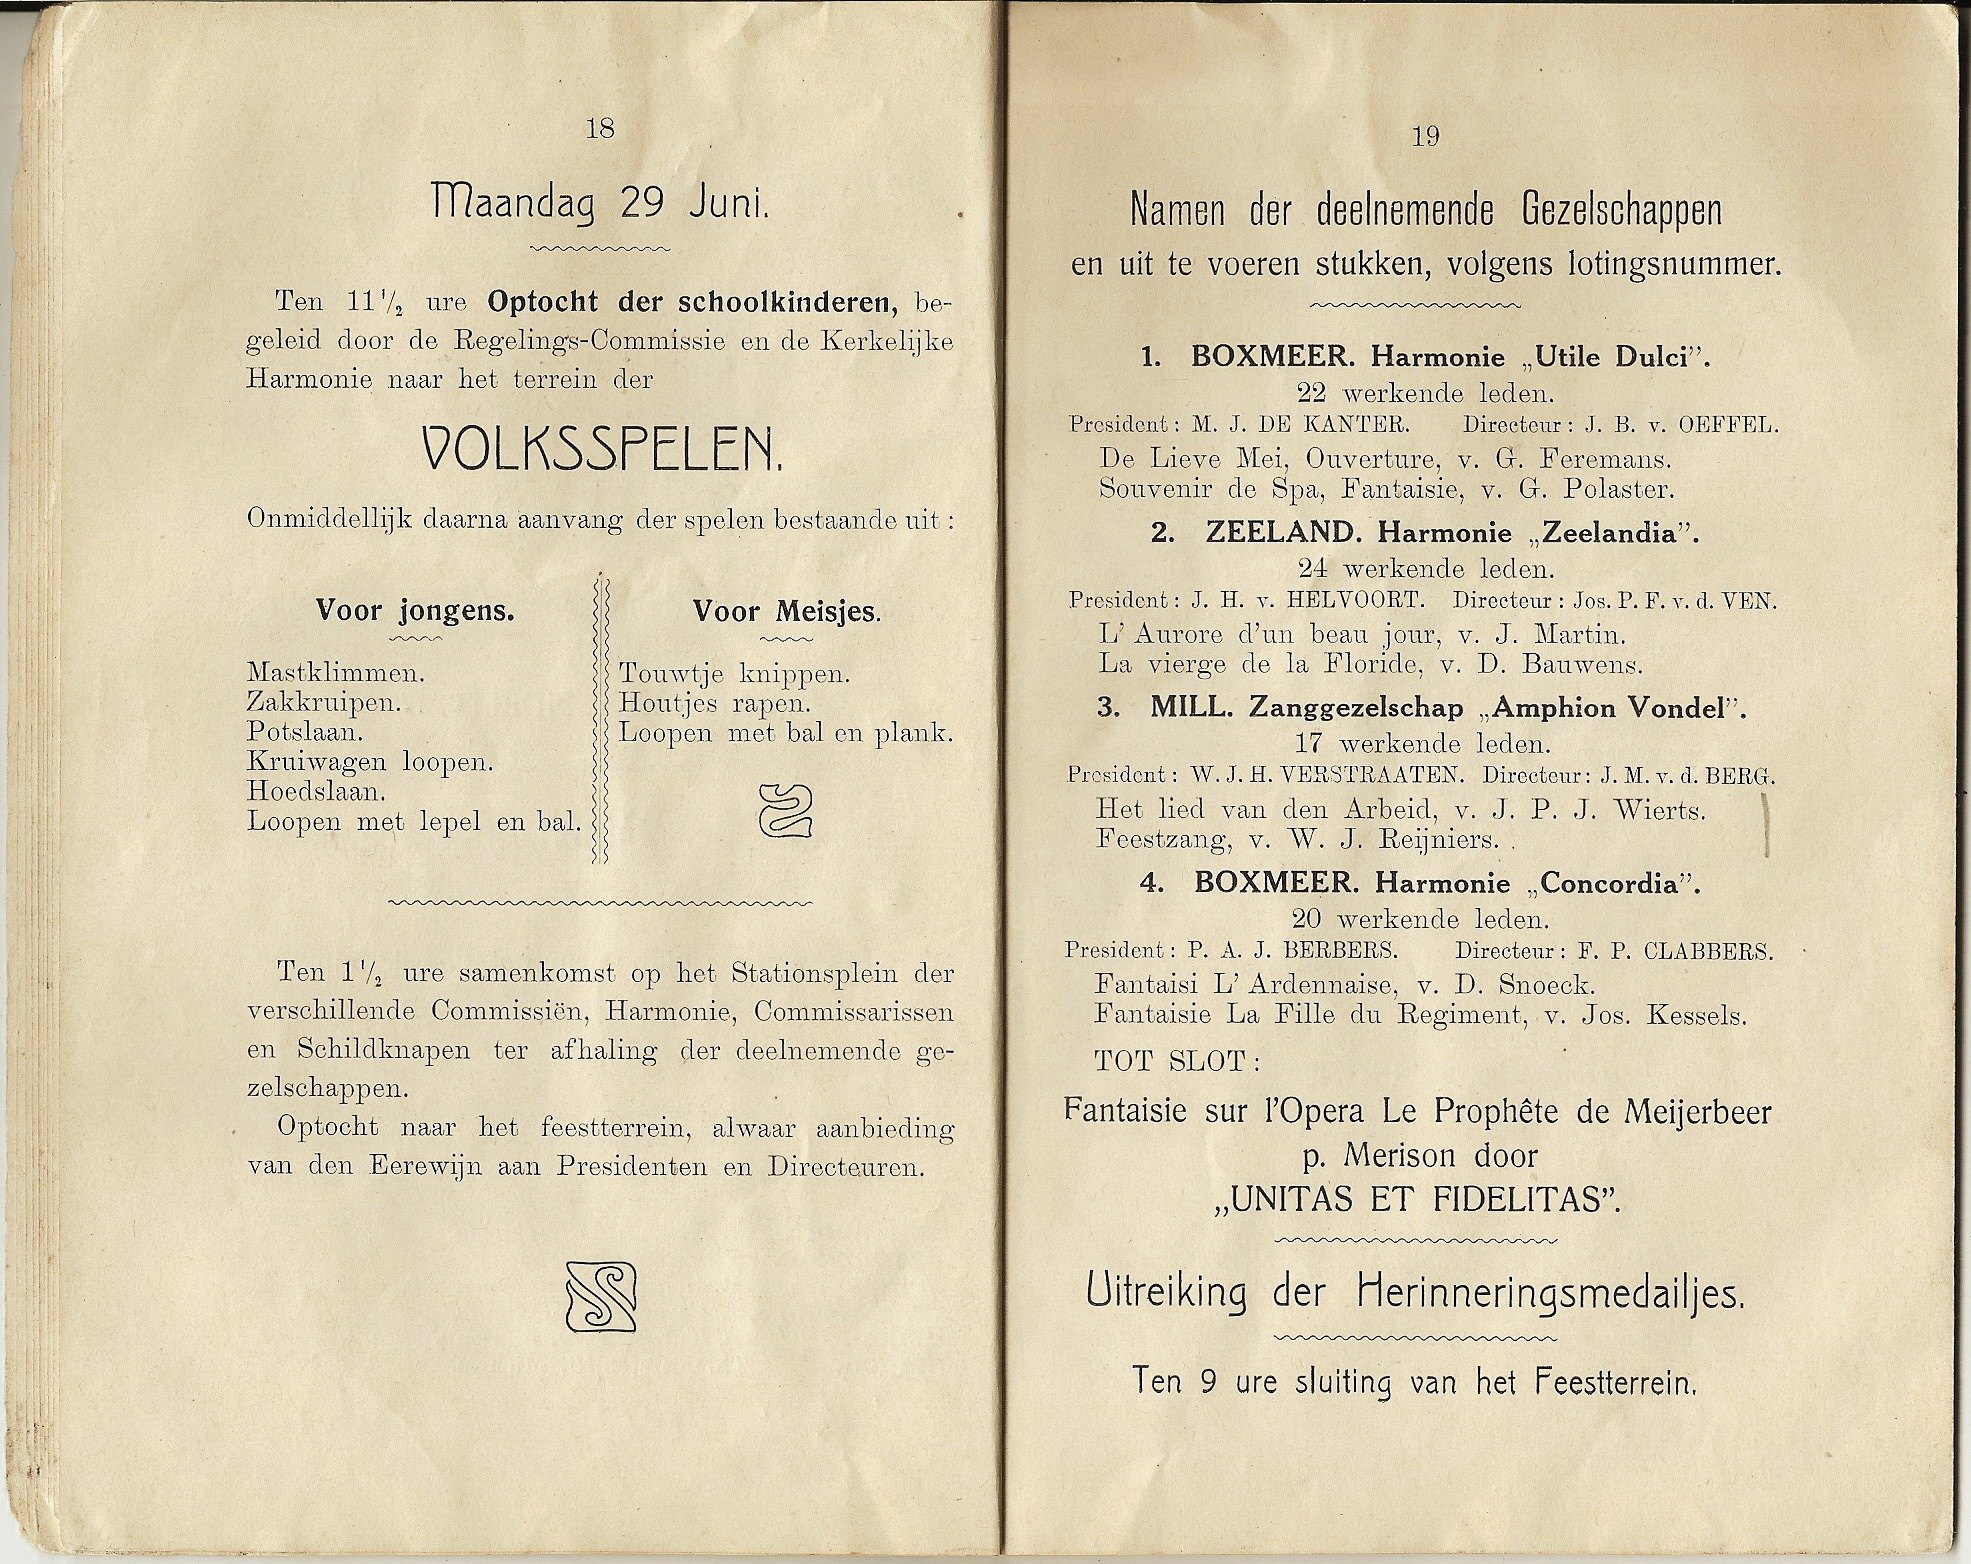 18
Maandag 29 Juni.
Ten 11 1/2 ure Optocht der schoolkinderen, be-
geleid door de Regelings-Commissie en de Kerkelijke
Harmonie naar het terrein der
VOLKSSPELEN.
Onmiddellijk daarna aanvang der spelen bestaande uit :
Voor jongens.
Mastklimmen.
Zakkruipen.
Potslaan.
Kruiwagen loopen.
Hoedslaan.
Loopen met lepel en bal.
Voor Meisjes.
Touwtje knippen.
Houtjes rapen.
Loopen met bal en plank.
Ten 1 1/2 ure samenkomst op het Stationsplein der
verschillende Commissiën, Harmonie, Commissarissen
en Schildknapen ter afhaling der deelnemende ge-
zelschappen.
Optocht naar het feestterrein, alwaar aanbieding
van den Eerewijn aan Presidenten en Directeuren.
19
Namen der deelnemende Gezelschappen
en uit te voeren stukken, volgens lotingsnummer.
1. BOXMEER. Harmonie „Utile Dulci”.
22 werkende leden.
President : M. J. DE KANTER. Directeur : J. B. v. OEFFEL.
De Lieve Mei, Ouverture, v. G. Feremans.
Souvenir de Spa, Fantaisie, v. G. Polaster.
2. ZEELAND. Harmonie „Zeelandia”.
24 werkende leden.
President : J. H. v. HELVOORT. Directeur : Jos. P. F. v. d. VEN.
L' Aurore d'un beau jour, v. J. Martin.
La vierge de la Floride, v. D. Bauwens.
3. MILL. Zanggezelschap „Amphion Vondel”.
17 werkende leden.
President : W. J. H. VERSTRAATEN. Directeur : J. M. v. d. BERG.
Het lied van den Arbeid, v. J. P. J. Wierts.
Feestzang, v. W. J. Reijniers.
4. BOXMEER. Harmonie „Concordia”.
20 werkende leden.
President : P. A. J. BERBERS. Directeur : F. P. CLABBERS.
Fantaisi L' Ardennaise, v. D. Snoeck.
Fantaisie La Fille du Regiment, v. Jos. Kessels.
TOT SLOT :
Fantaisie sur l'Opera Le Prophête de Meijerbeer
p. Merison door
„UNITAS ET FIDELITAS”.
Uitreiking der Herinneringsmedailjes.
Ten 9 ure sluiting van het Feestterrein.